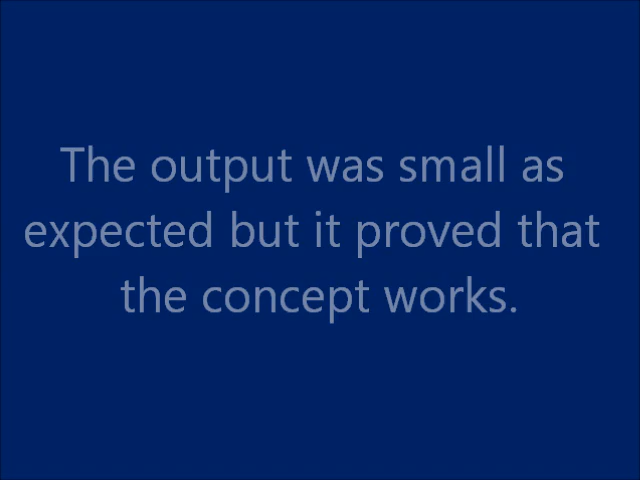 The output was small as
expected but it proved that
the concept works.